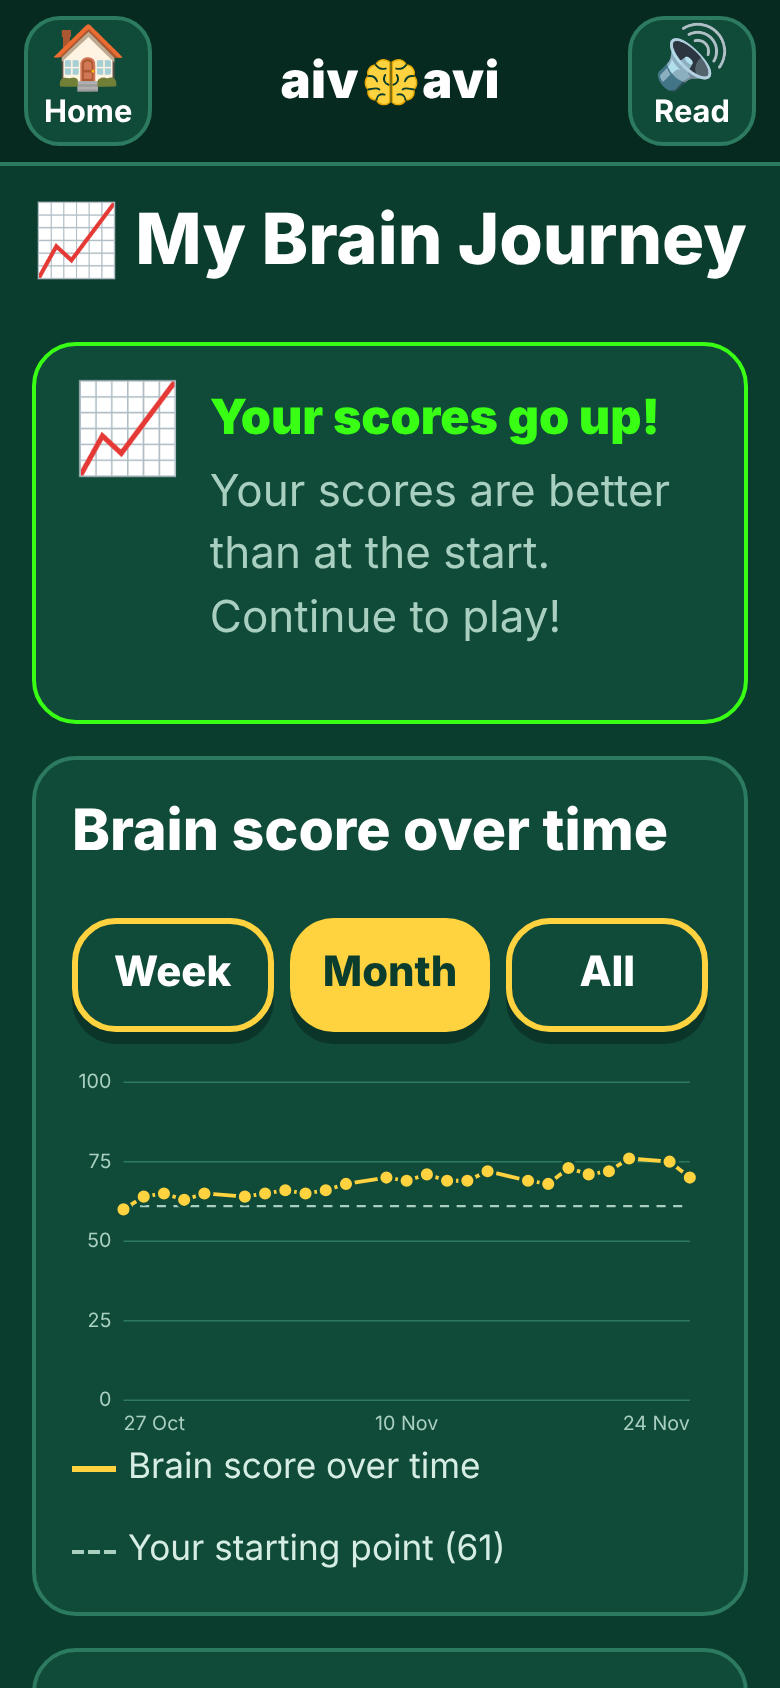 Home
aiv avi
Read
My Brain Journey
Your scores go up!
Your scores are better
than at the start.
Continue to play!
Brain score over time
Week
Month
All
100
75
50
25
0
27 Oct
10 Nov
24 Nov
Brain score over time
Your starting point (61)